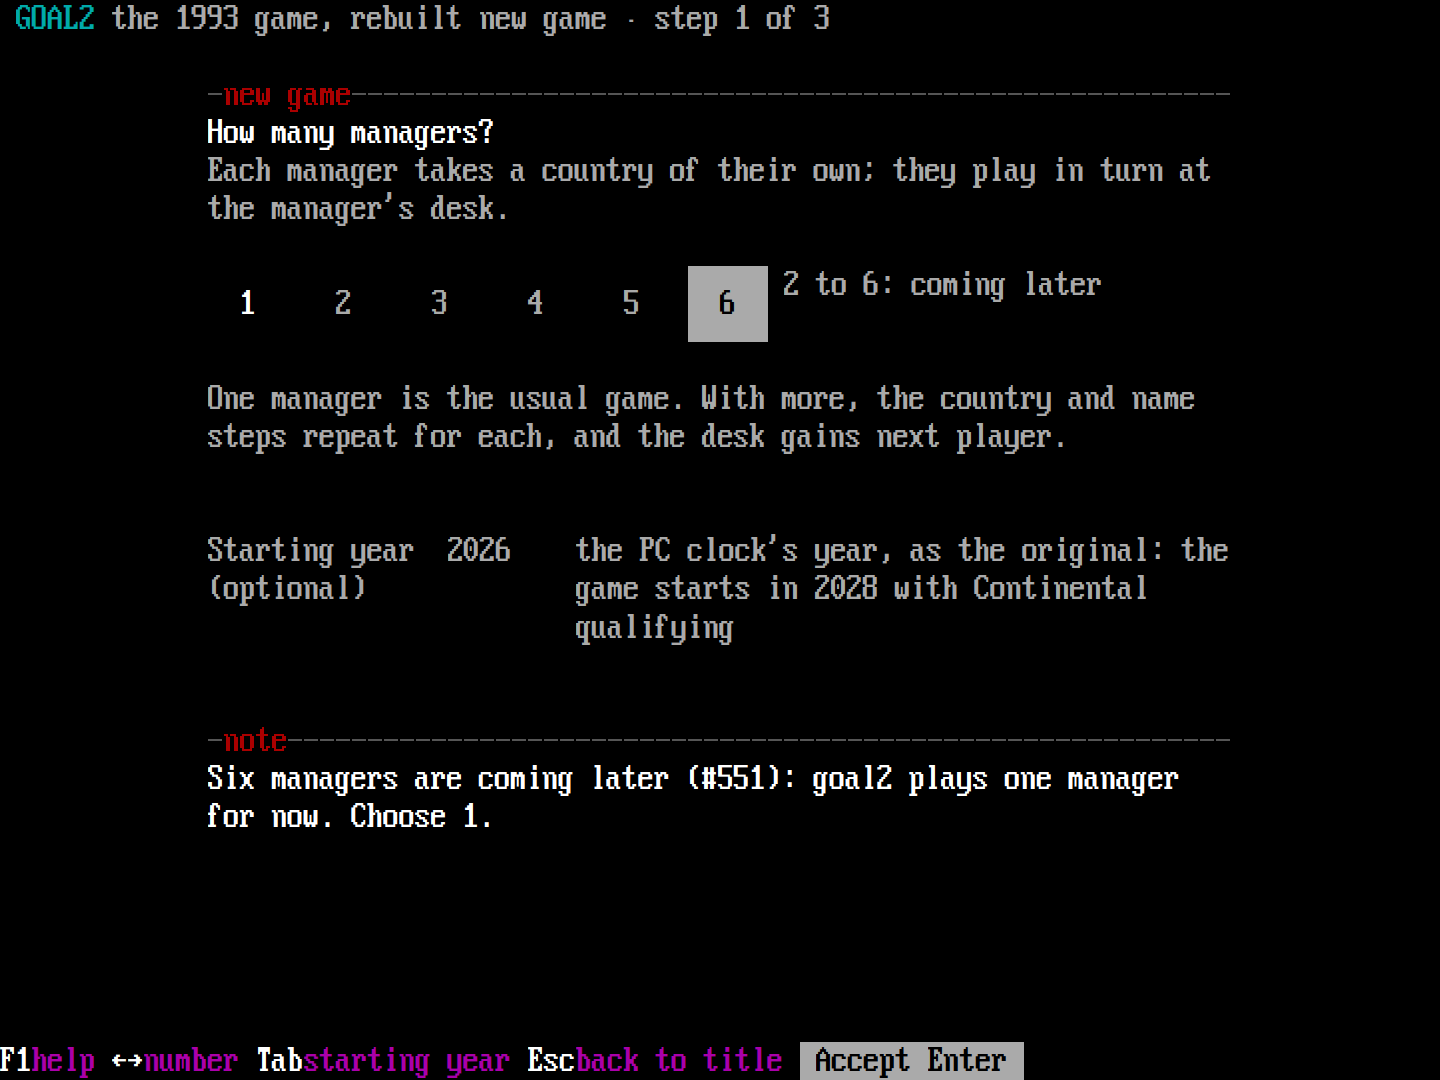 GOAL2 the 1993 game, rebuilt new game · step 1 of 3
new game
How many managers?
Each manager takes a country of their own; they play in turn at
the manager's desk.
1 2 3 4 5 6 2 to 6: coming later
One manager is the usual game. With more, the country and name
steps repeat for each, and the desk gains next player.
Starting year 2026 the PC clock's year, as the original: the
(optional) game starts in 2028 with Continental
qualifying
note
Six managers are coming later (#551): goal2 plays one manager
for now. Choose 1.
F1help ↔number Tabstarting year Escback to title Accept Enter